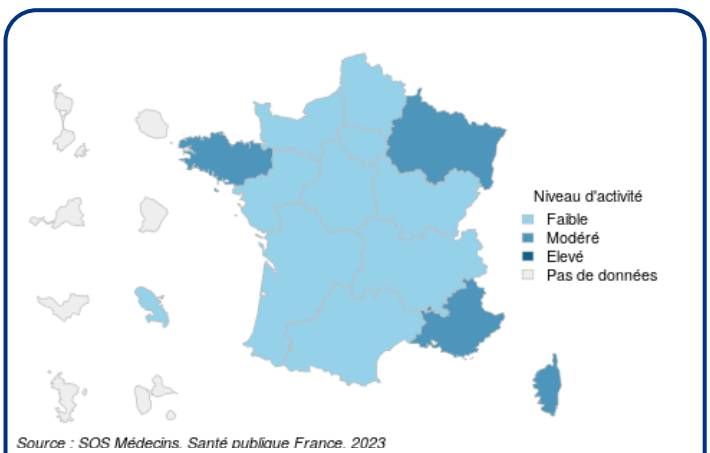 Niveau d'activité
Faible
Modéré
Elevé
Pas de données
Source : SOS Médecins, Santé publique France, 2023